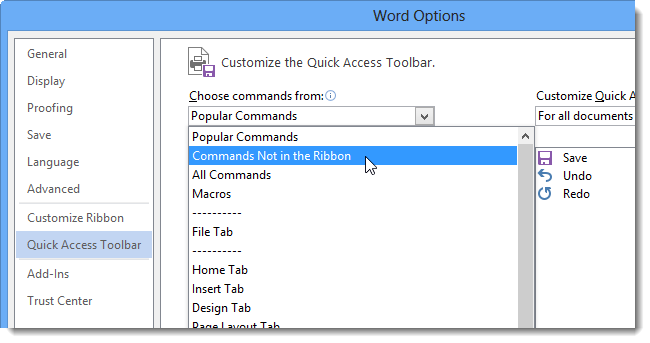 Word Options
General
Display
Proofing
Save
Language
Advanced
Customize Ribbon
Quick Access Toolbar
Add-Ins
Trust Center
Customize the Quick Access Toolbar.
Choose commands from:
Popular Commands
Popular Commands
Commands Not in the Ribbon
All Commands
Macros
----------
File Tab
----------
Home Tab
Insert Tab
Design Tab
Page Layout Tab
Customize Quick A
For all documents
Save
Undo
Redo